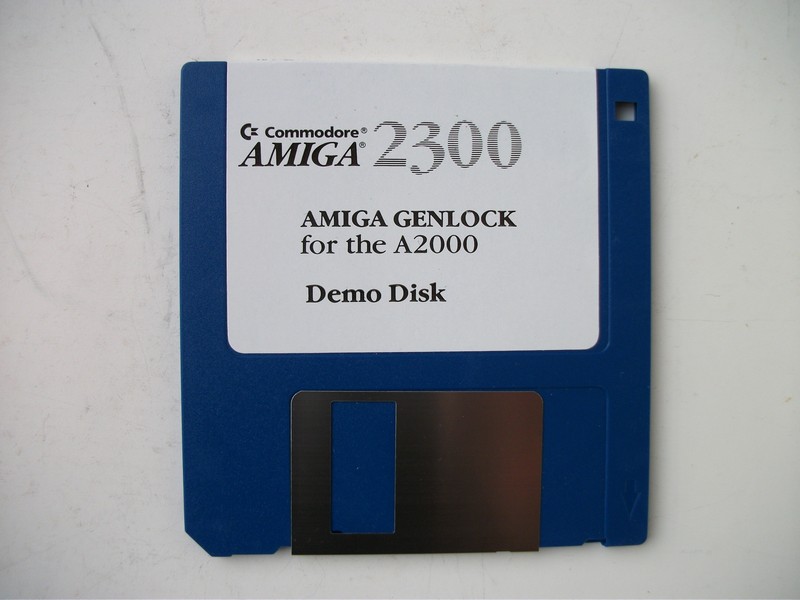 Commodore®
AMIGA® 2300
AMIGA GENLOCK
for the A2000
Demo Disk